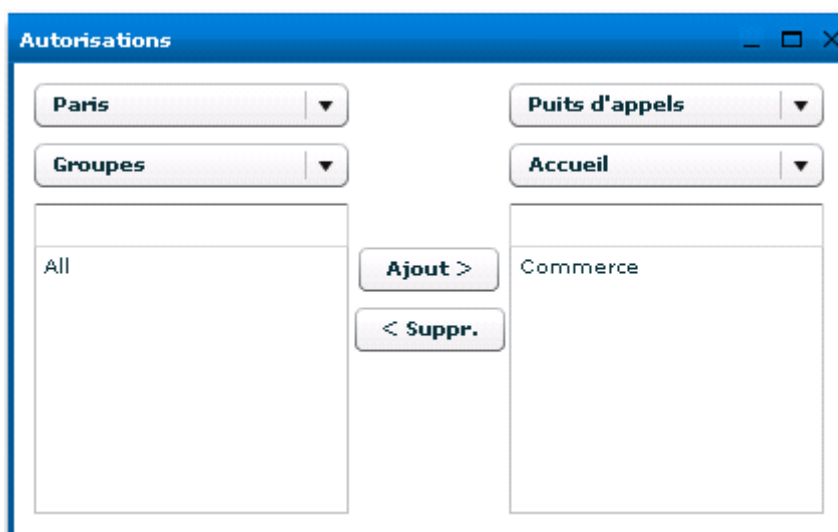 Autorisations
Paris
Puits d'appels
Groupes
Accueil
All
Ajout >
Commerce
< Suppr.